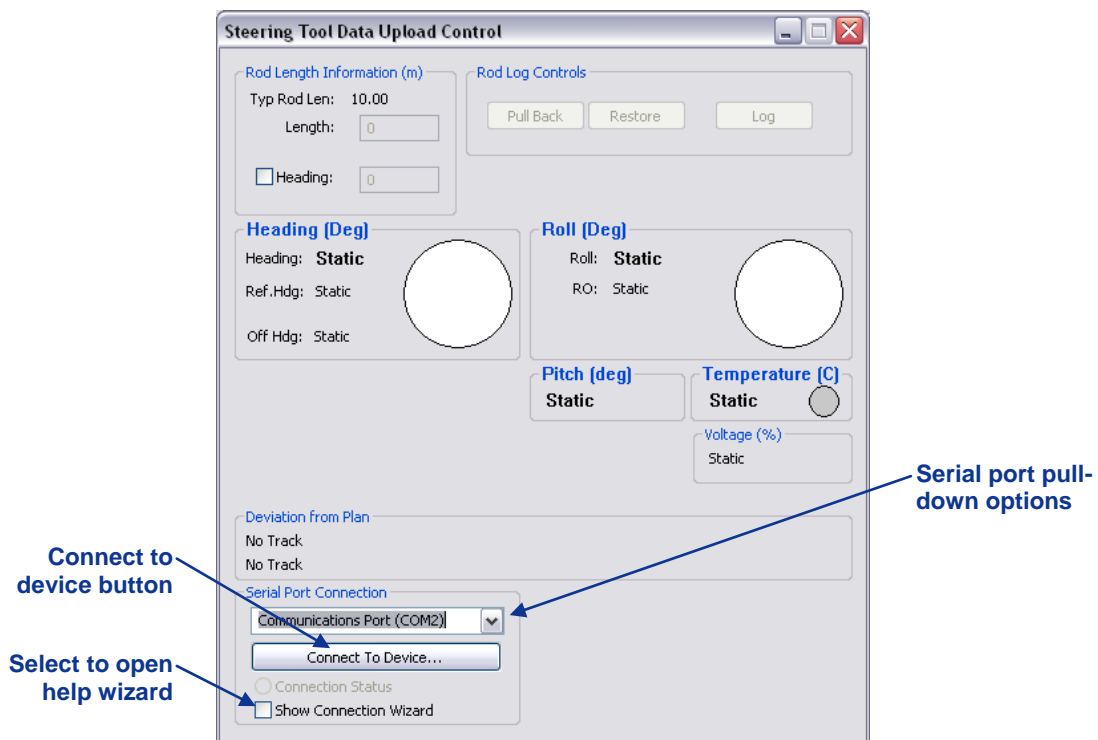 Steering Tool Data Upload Control
Rod Length Information (m)
Typ Rod Len: 10.00
Length: 0
Heading: 0
Rod Log Controls
Pull Back Restore Log
Heading (Deg)
Heading: Static
Ref.Hdg: Static
Off Hdg: Static
Roll (Deg)
Roll: Static
RO: Static
Pitch (deg)
Static
Temperature (C)
Static
Voltage (%)
Static
Serial port pull-
down options
Deviation from Plan
No Track
No Track
Connect to
device button
Serial Port Connection
Communications Port (COM2)
Connect To Device...
Select to open
help wizard
Connection Status
Show Connection Wizard